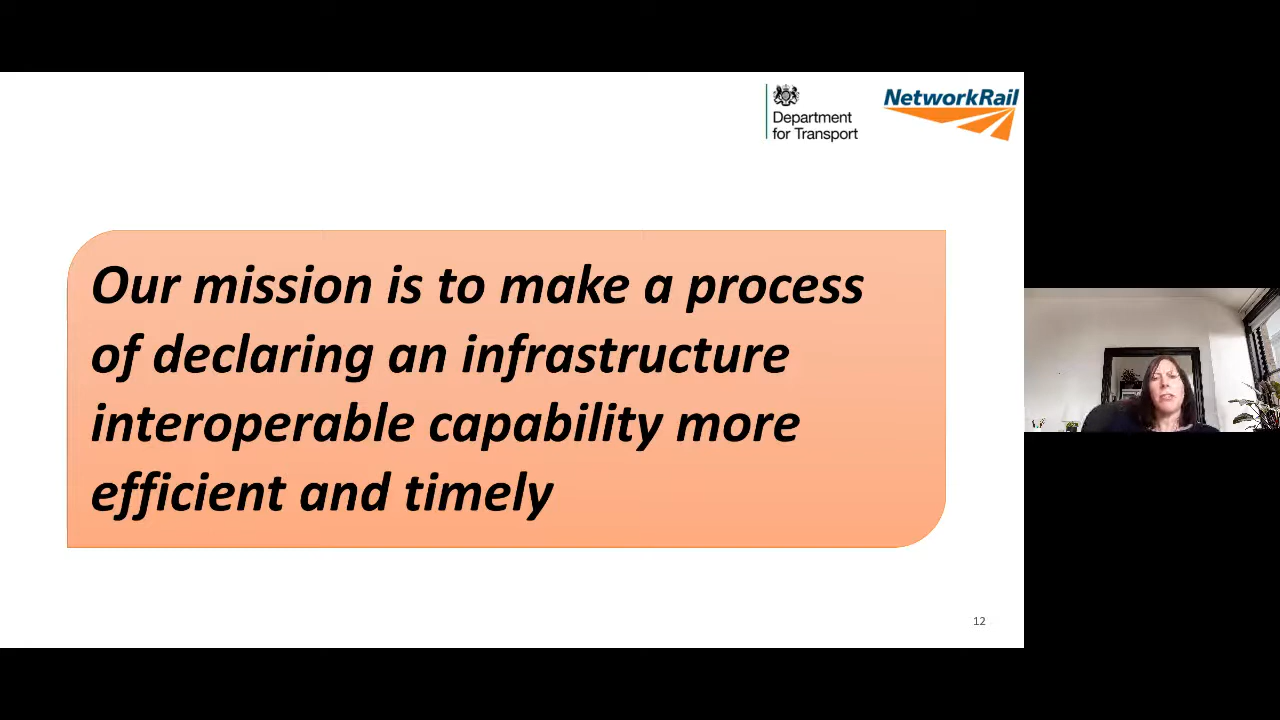 Department
for Transport
NetworkRail
Our mission is to make a process
of declaring an infrastructure
interoperable capability more
efficient and timely
12